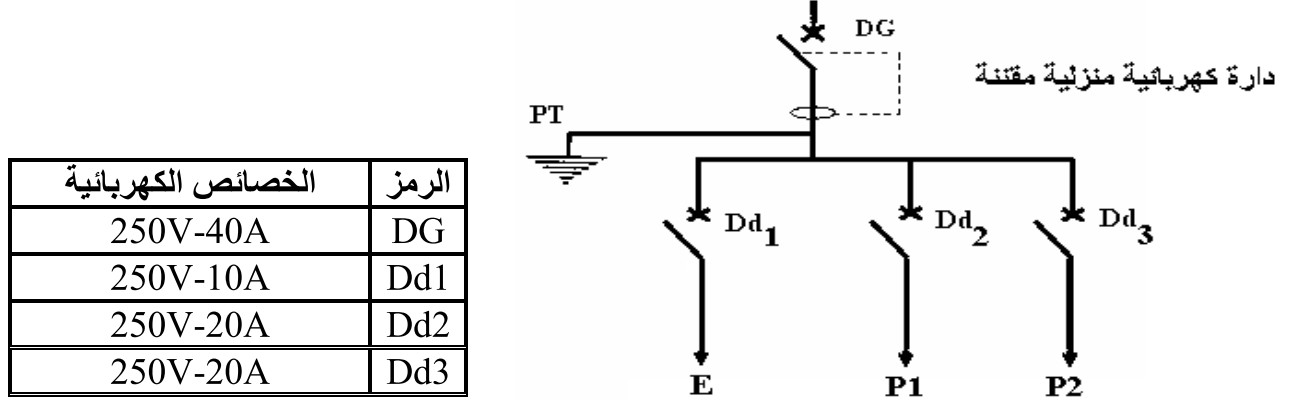 DG
دارة كهربائية منزلية مقتننة
PT
الرمز الخصائص الكهربائية
DG 250V-40A
Dd1 250V-10A
Dd2 250V-20A
Dd3 250V-20A
Dd1 Dd2 Dd3
E P1 P2